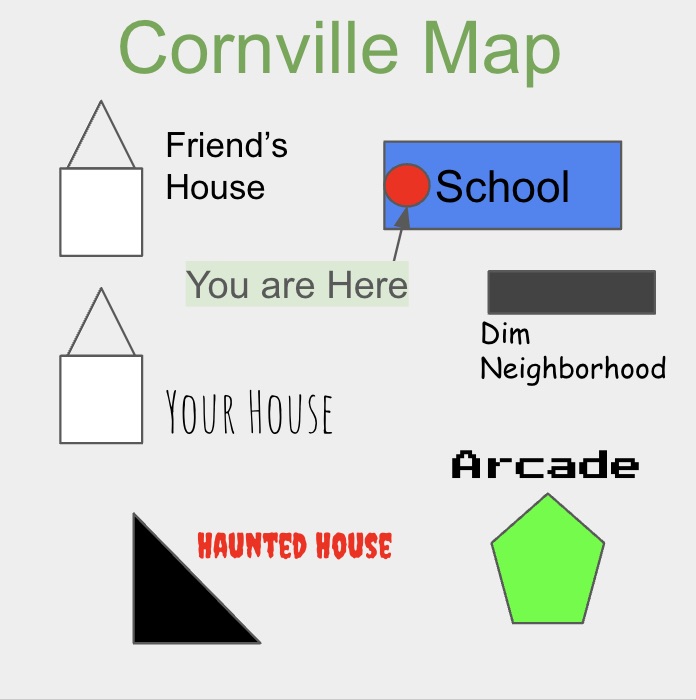 Cornville Map
Friend’s
House
School
You are Here
Dim
Neighborhood
Your House
Arcade
HAUNTED HOUSE